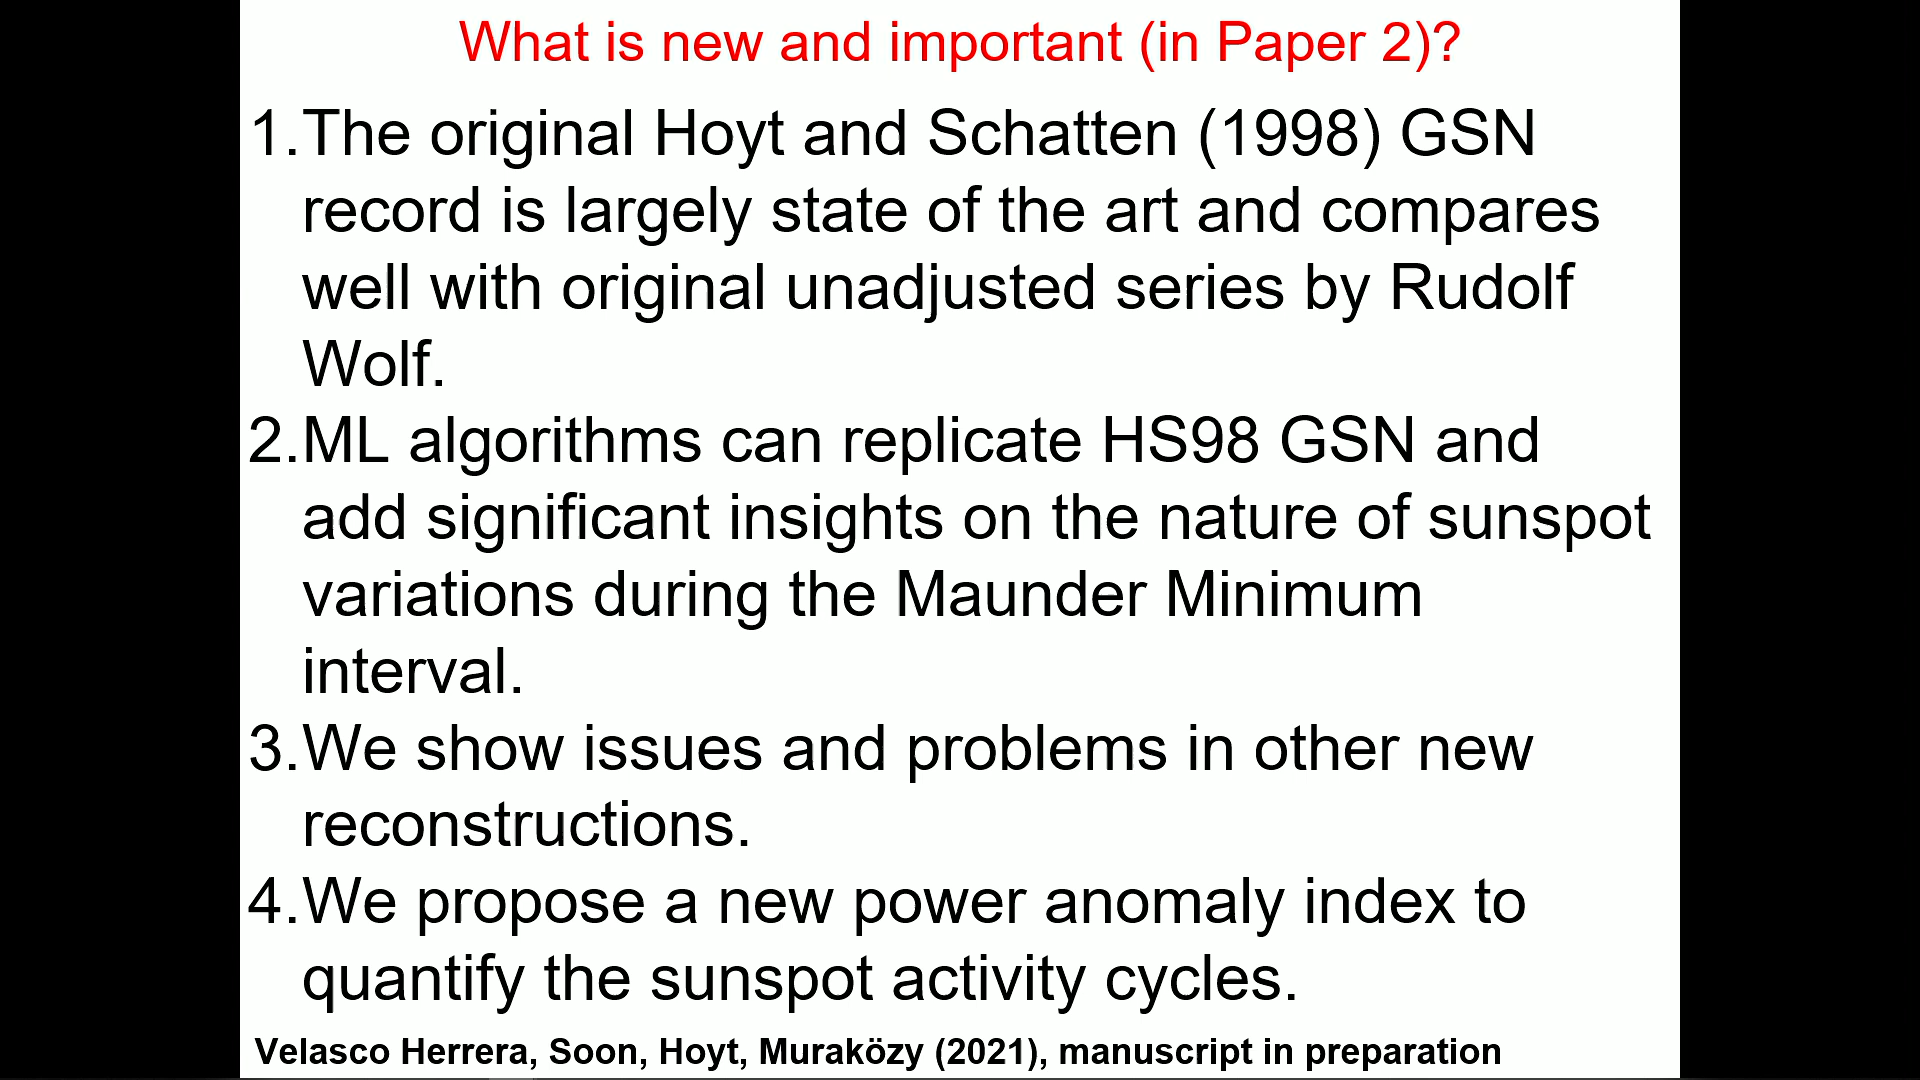 What is new and important (in Paper 2)?
1.The original Hoyt and Schatten (1998) GSN
record is largely state of the art and compares
well with original unadjusted series by Rudolf
Wolf.
2.ML algorithms can replicate HS98 GSN and
add significant insights on the nature of sunspot
variations during the Maunder Minimum
interval.
3.We show issues and problems in other new
reconstructions.
4.We propose a new power anomaly index to
quantify the sunspot activity cycles.
Velasco Herrera, Soon, Hoyt, Muraközy (2021), manuscript in preparation